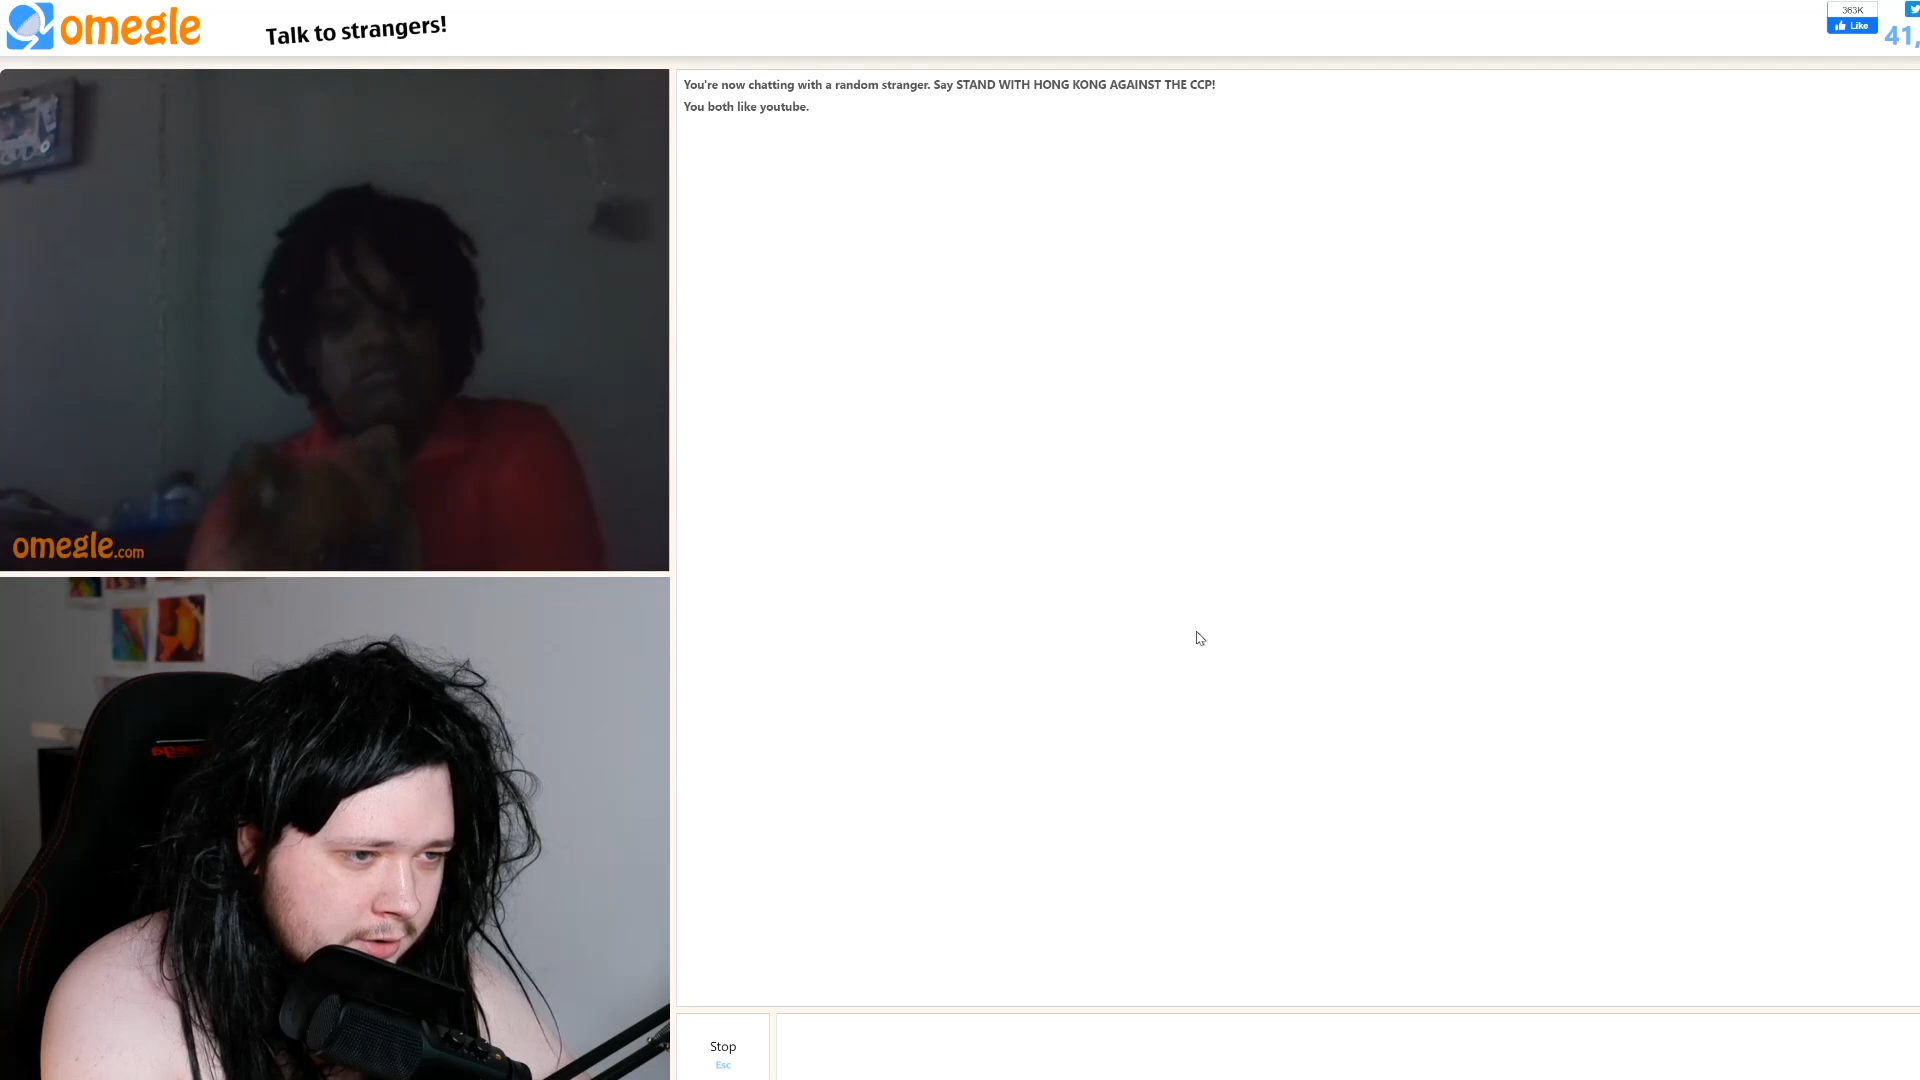 omegle
Talk to strangers!
363K
Like
41,
You're now chatting with a random stranger. Say STAND WITH HONG KONG AGAINST THE CCP!
You both like youtube.
omegle.com
Stop
Esc